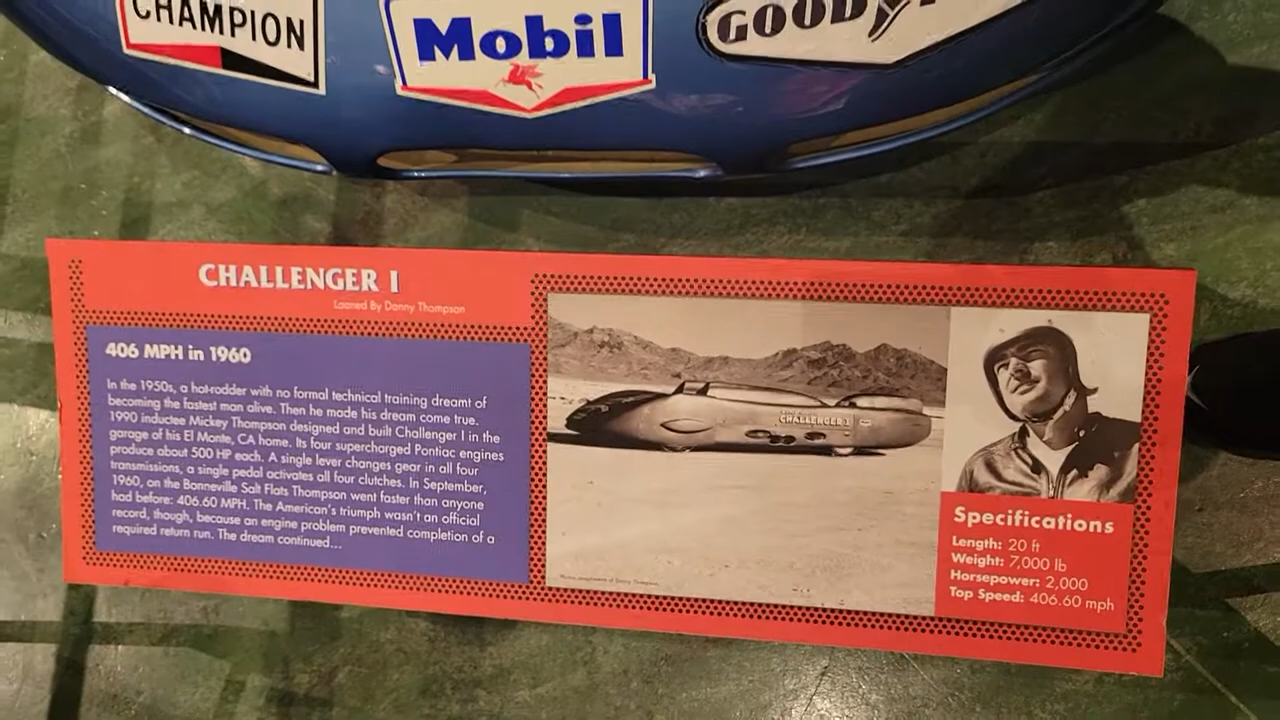 CHAMPION
Mobil
GOODY
CHALLENGER I
Loaned By Danny Thompson
406 MPH in 1960
In the 1950s, a hot-rodder with no formal technical training dreamt of
becoming the fastest man alive. Then he made his dream come true.
1990 inductee Mickey Thompson designed and built Challenger I in the
garage of his El Monte, CA home. Its four supercharged Pontiac engines
produce about 500 HP each. A single lever changes gear in all four
transmissions, a single pedal activates all four clutches. In September,
1960, on the Bonneville Salt Flats Thompson went faster than anyone
had before: 406.60 MPH. The American's triumph wasn't an official
record, though, because an engine problem prevented completion of a
required return run. The dream continued...
CHALLENGER I
Specifications
Length: 20 ft
Weight: 7,000 lb
Horsepower: 2,000
Top Speed: 406.60 mph